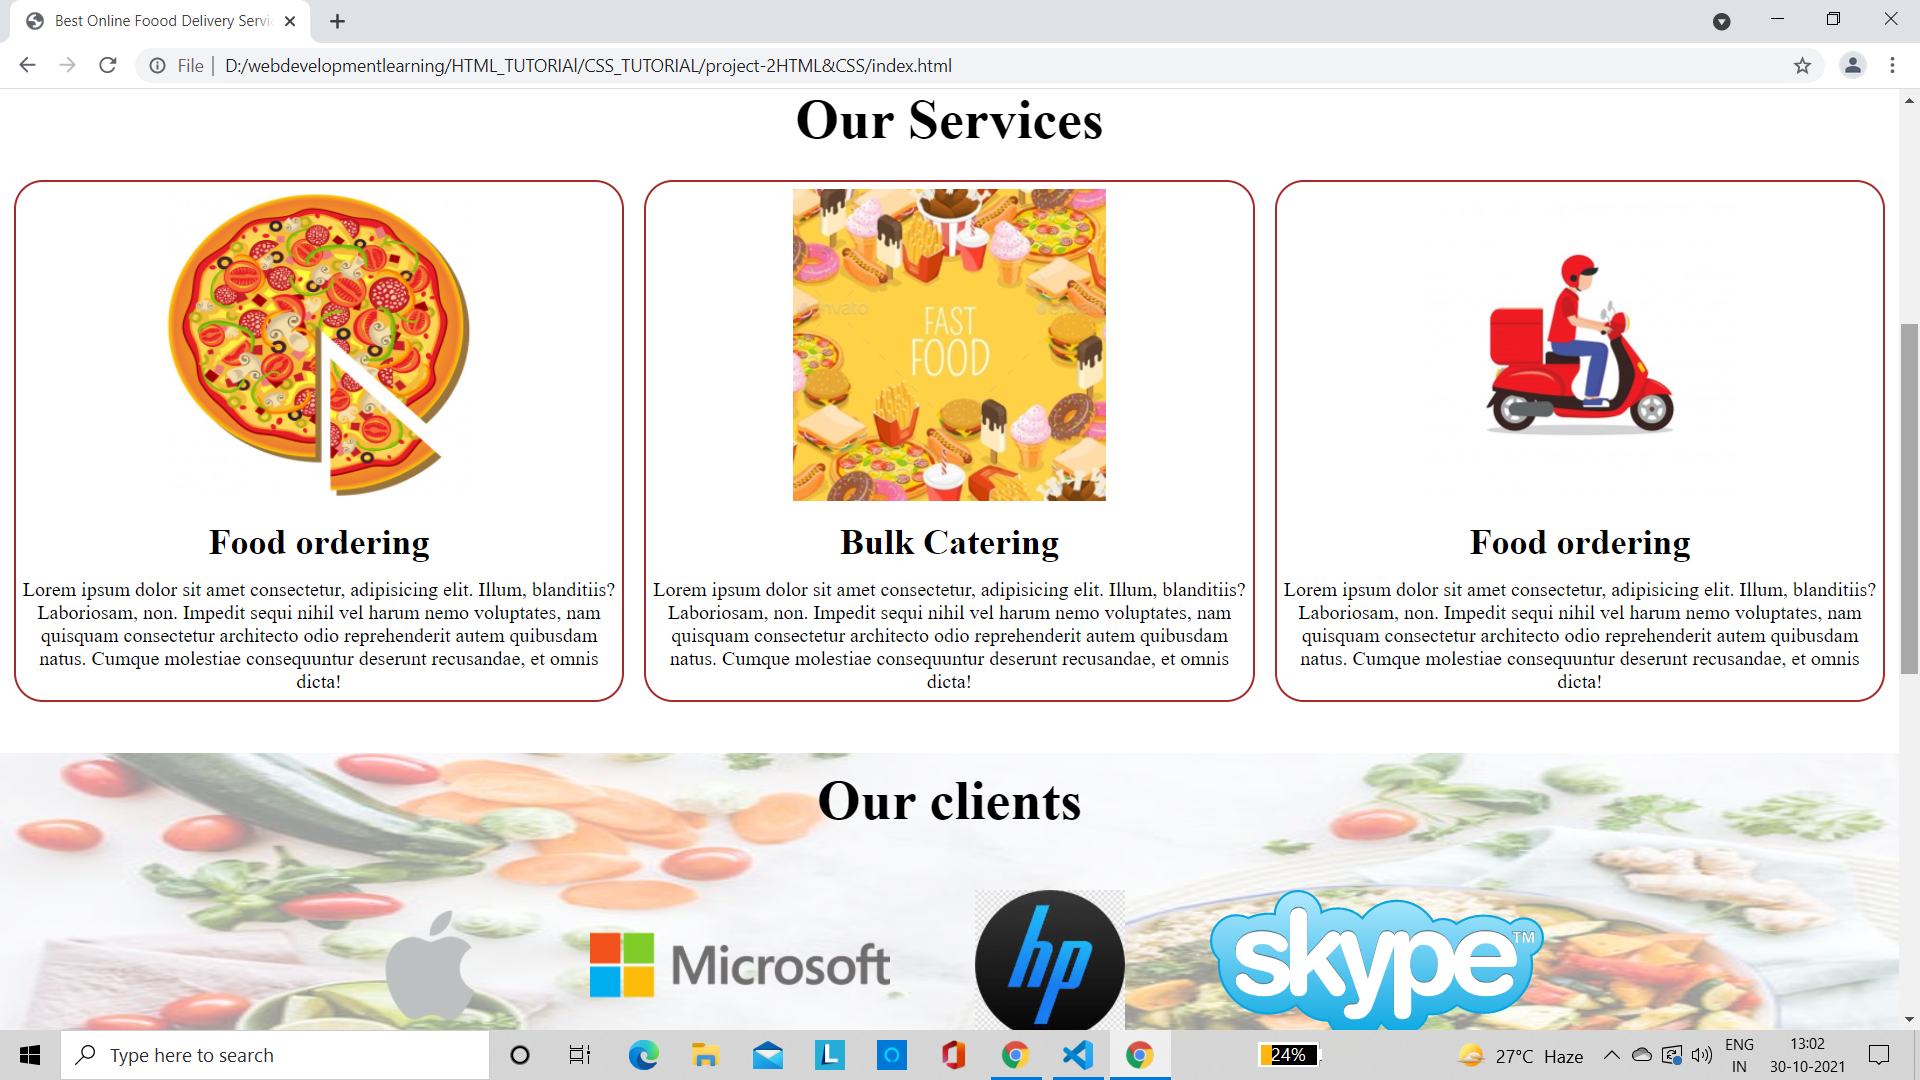 Best Online Foood Delivery Servi
File
D:/webdevelopmentlearning/HTML_TUTORIAl/CSS_TUTORIAL/project-2HTML&CSS/index.html
Our Services
FAST
FOOD
Food ordering
Lorem ipsum dolor sit amet consectetur, adipisicing elit. Illum, blanditiis?
Laboriosam, non. Impedit sequi nihil vel harum nemo voluptates, nam
quisquam consectetur architecto odio reprehenderit autem quibusdam
natus. Cumque molestiae consequuntur deserunt recusandae, et omnis
dicta!
Bulk Catering
Lorem ipsum dolor sit amet consectetur, adipisicing elit. Illum, blanditiis?
Laboriosam, non. Impedit sequi nihil vel harum nemo voluptates, nam
quisquam consectetur architecto odio reprehenderit autem quibusdam
natus. Cumque molestiae consequuntur deserunt recusandae, et omnis
dicta!
Food ordering
Lorem ipsum dolor sit amet consectetur, adipisicing elit. Illum, blanditiis?
Laboriosam, non. Impedit sequi nihil vel harum nemo voluptates, nam
quisquam consectetur architecto odio reprehenderit autem quibusdam
natus. Cumque molestiae consequuntur deserunt recusandae, et omnis
dicta!
Our clients
Microsoft
hp
skype TM
Type here to search
L
24%
27°C Haze
ENG
IN
13:02
30-10-2021